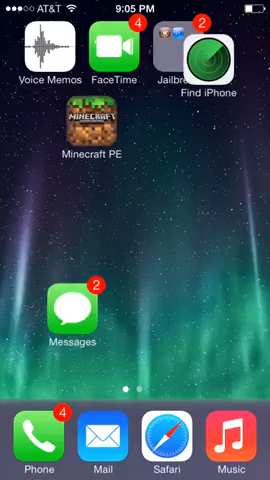 AT&T 9:05 PM
4
2
Voice Memos
FaceTime
Jailbre
Find iPhone
MINECRAFT
Minecraft PE
2
Messages
4
Phone
Mail
Safari
Music